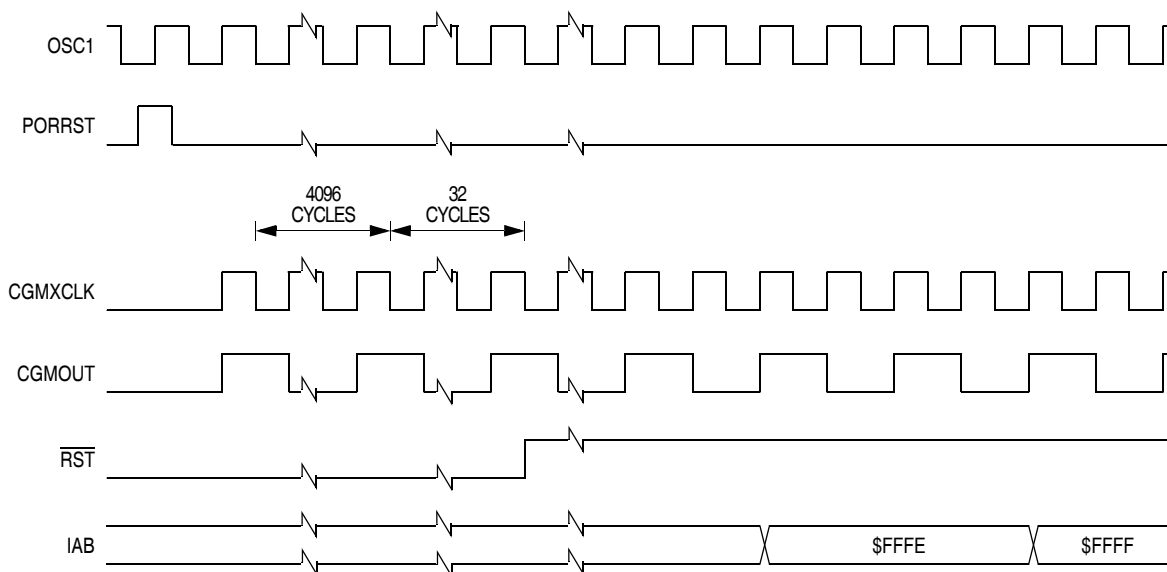 OSC1
PORRST
4096
CYCLES
32
CYCLES
CGMXCLK
CGMOUT
RST
IAB
$FFFE
$FFFF